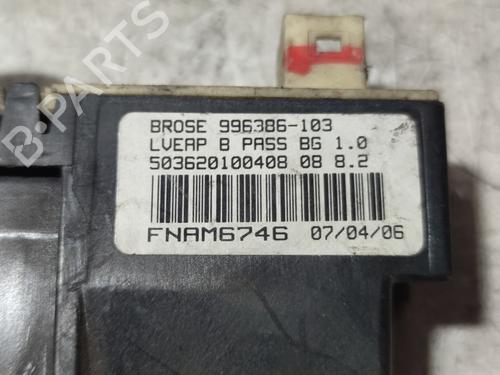 BROSE 996386-103
LVEAP B PASS BG 1.0
503620100408 08 8.2
FNAM6746 07/04/06
B-PARTS